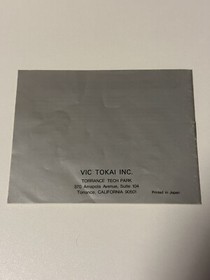 VIC TOKAI INC.
TORRANCE TECH PARK
370 Amapola Avenue, Suite 104
Torrance, CALIFORNIA 90501
Printed in Japan